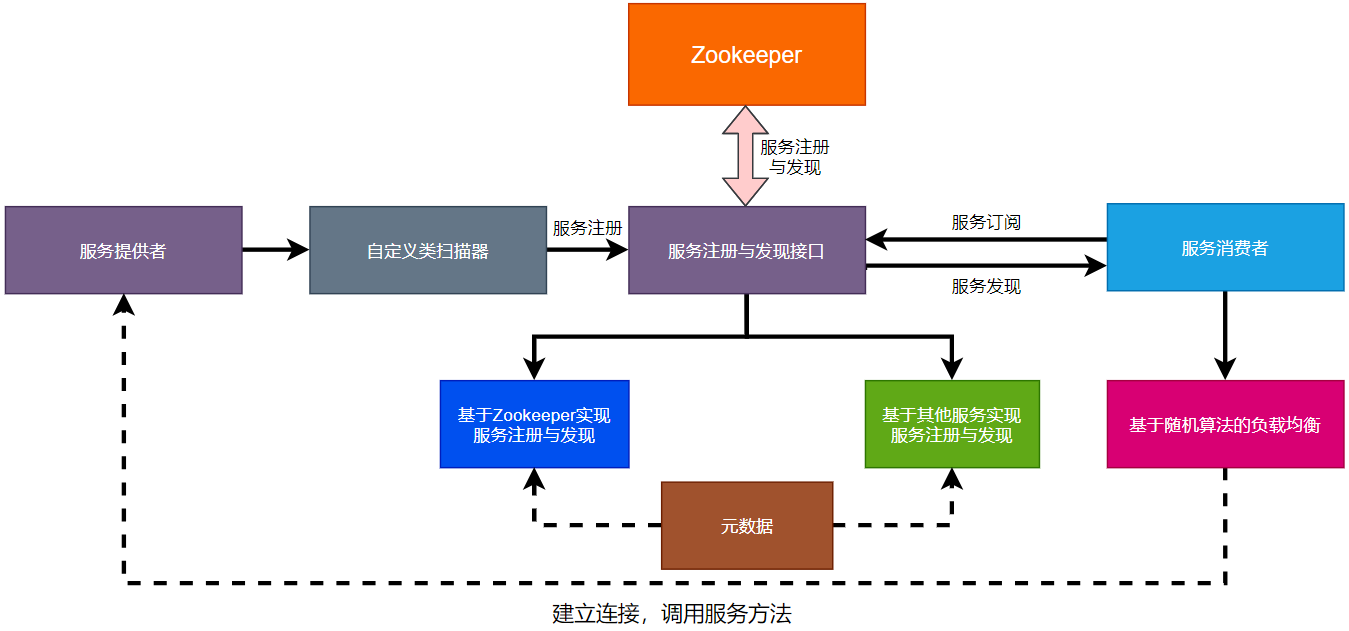 Zookeeper
服务注册
与发现
服务提供者
自定义类扫描器
服务注册
服务注册与发现接口
服务订阅
服务发现
服务消费者
基于Zookeeper实现
服务注册与发现
基于其他服务实现
服务注册与发现
基于随机算法的负载均衡
元数据
建立连接，调用服务方法